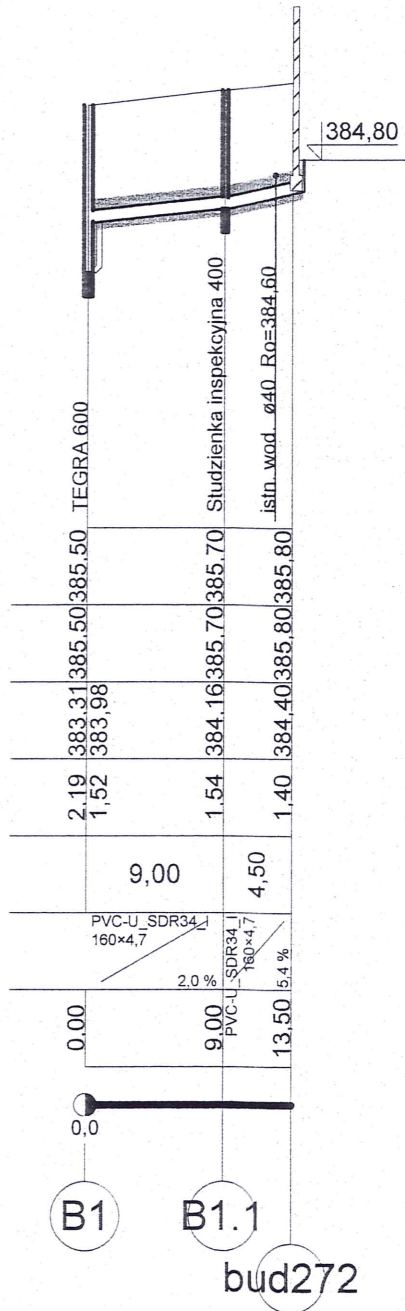 384,80
TEGRA 600
Studzienka inspekcyjna 400
istn. wod. ø40 Ro=384,60
385,50 385,70 385,80
385,50 385,70 385,80
383,31 383,98 384,16 384,40
2,19 1,52 1,54 1,40
9,00 4,50
PVC-U_SDR34_I
160×4,7
2,0 %
PVC-U_SDR34_I
160×4,7
5,4 %
0,00 9,00 13,50
0,0
B1 B1.1
bud272